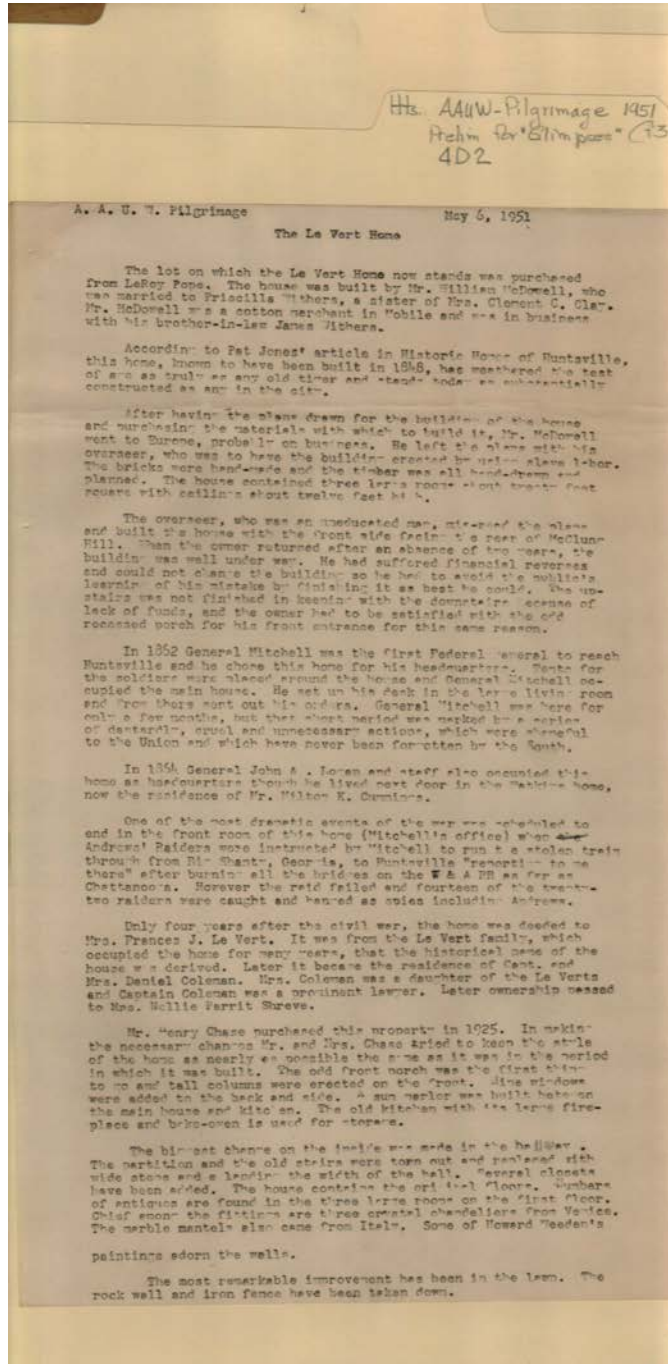 Hts. AAUW-Pilgrimage 1951
Prelim for "Glimpses" (P3
4D2
A. A. U. W. Pilgrimage May 6, 1951
The Le Vert Home
The lot on which the Le Vert Home now stands was purchased
from LeRoy Pope. The house was built by Mr. William McDowell, who
was married to Priscilla Withers, a sister of Mrs. Clement C. Clay.
Mr. McDowell was a cotton merchant in Mobile and was in business
with his brother-in-law James Withers.
According to Pat Jones' article in Historic Homes of Huntsville,
this home, known to have been built in 1848, has weathered the test
of age as truly as any old timer and stands today as substantially
constructed as any in the city.
After having the plans drawn for the building of the house
and purchasing the materials with which to build it, Mr. McDowell
went to Europe, probably on business. He left the plans with his
overseer, who was to have the building erected by using slave labor.
The bricks were hand-made and the timber was all hand-drawn and
planned. The house contained three large rooms about twenty feet
square with ceilings about twelve feet high.
The overseer, who was an uneducated man, mis-read the plans
and built the house with the front side facing the rear of McClung
Hill. When the owner returned after an absence of two years, the
building was well under way. He had suffered financial reverses
and could not change the building so he had to avoid the public's
learning of his mistake by finishing it as best he could. The up-
stairs was not finished in keeping with the downstairs because of
lack of funds, and the owner had to be satisfied with the odd
recessed porch for his front entrance for this same reason.
In 1862 General Mitchell was the first Federal general to reach
Huntsville and he chose this home for his headquarters. Tents for
the soldiers were placed around the house and General Mitchell oc-
cupied the main house. He set up his desk in the large living room
and from there sent out his orders. General Mitchell was here for
only a few months, but that short period was marked by a series
of dastardly, cruel and unnecessary actions, which were shameful
to the Union and which have never been forgotten by the South.
In 1864 General John A . Logan and staff also occupied this
home as headquarters though he lived next door in the Watkins home,
now the residence of Mr. Milton K. Cummings.
One of the most dramatic events of the war was scheduled to
end in the front room of this home (Mitchell's office) when
Andrews' Raiders were instructed by Mitchell to run the stolen train
through from Big Shanty, Georgia, to Huntsville "reporting to me
there" after burning all the bridges on the W & A RR as far as
Chattanooga. However the raid failed and fourteen of the twenty-
two raiders were caught and hanged as spies including Andrews.
Only four years after the civil war, the home was deeded to
Mrs. Frances J. Le Vert. It was from the Le Vert family, which
occupied the home for many years, that the historical name of the
house was derived. Later it became the residence of Capt. and
Mrs. Daniel Coleman. Mrs. Coleman was a daughter of the Le Verts
and Captain Coleman was a prominent lawyer. Later ownership passed
to Mrs. Nellie Parrit Shreve.
Mr. Henry Chase purchased this property in 1925. In making
the necessary changes Mr. and Mrs. Chase tried to keep the style
of the home as nearly as possible the same as it was in the period
in which it was built. The odd front porch was the first thing
to go and tall columns were erected on the front. Nine windows
were added to the back and side. A sun parlor was built between
the main house and kitchen. The old kitchen with its large fire-
place and bake-oven is used for storage.
The biggest change on the inside was made in the hallway.
The partition and the old stairs were torn out and replaced with
wide steps and a landing the width of the hall. Several closets
have been added. The house contains the original floors. Numbers
of antiques are found in the three large rooms on the first floor.
Chief among the fittings are three crystal chandeliers from Venice.
The marble mantels also came from Italy. Some of Howard Weeden's
paintings adorn the walls.
The most remarkable improvement has been in the lawn. The
rock wall and iron fence have been taken down.